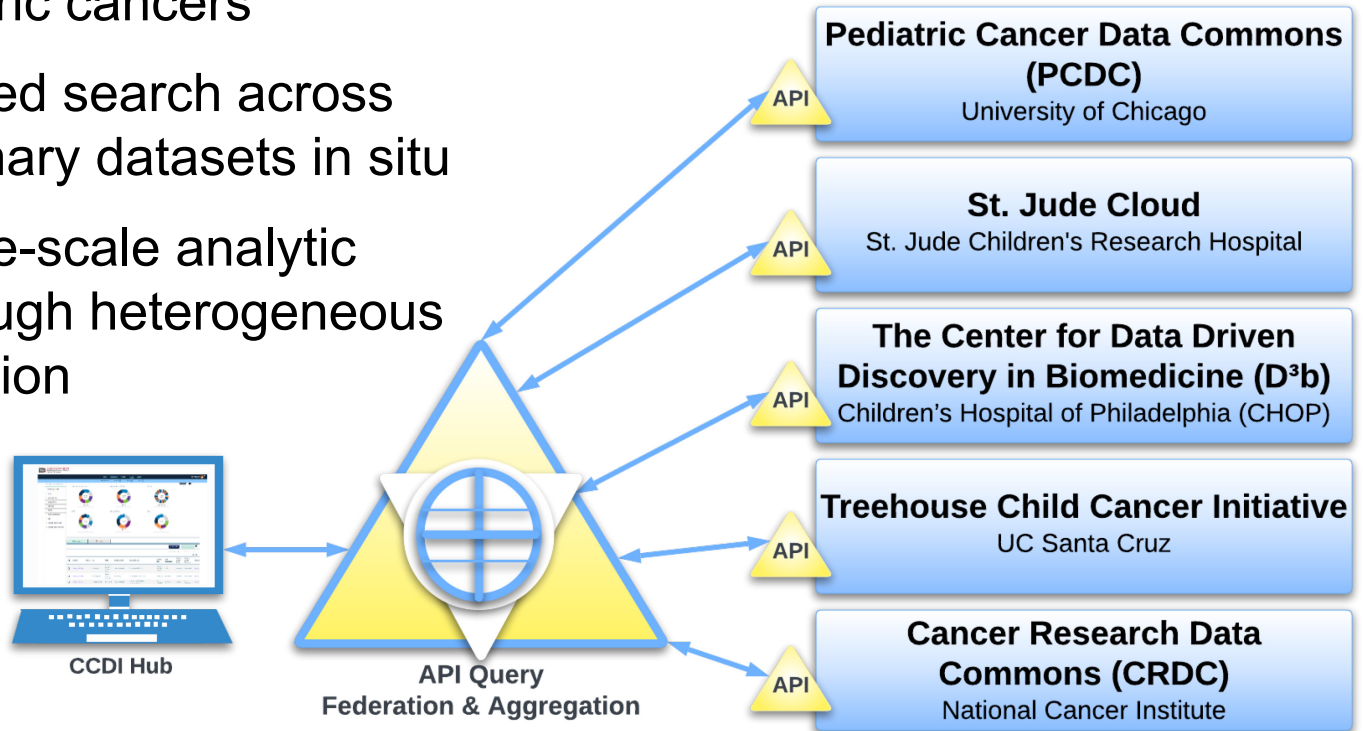 ric cancers
ed search across
nary datasets in situ
e-scale analytic
ugh heterogeneous
ion
Pediatric Cancer Data Commons
(PCDC)
University of Chicago
API
St. Jude Cloud
St. Jude Children's Research Hospital
API
The Center for Data Driven
Discovery in Biomedicine (D³b)
Children’s Hospital of Philadelphia (CHOP)
API
Treehouse Child Cancer Initiative
UC Santa Cruz
API
Cancer Research Data
Commons (CRDC)
National Cancer Institute
API
CCDI Hub
API Query
Federation & Aggregation